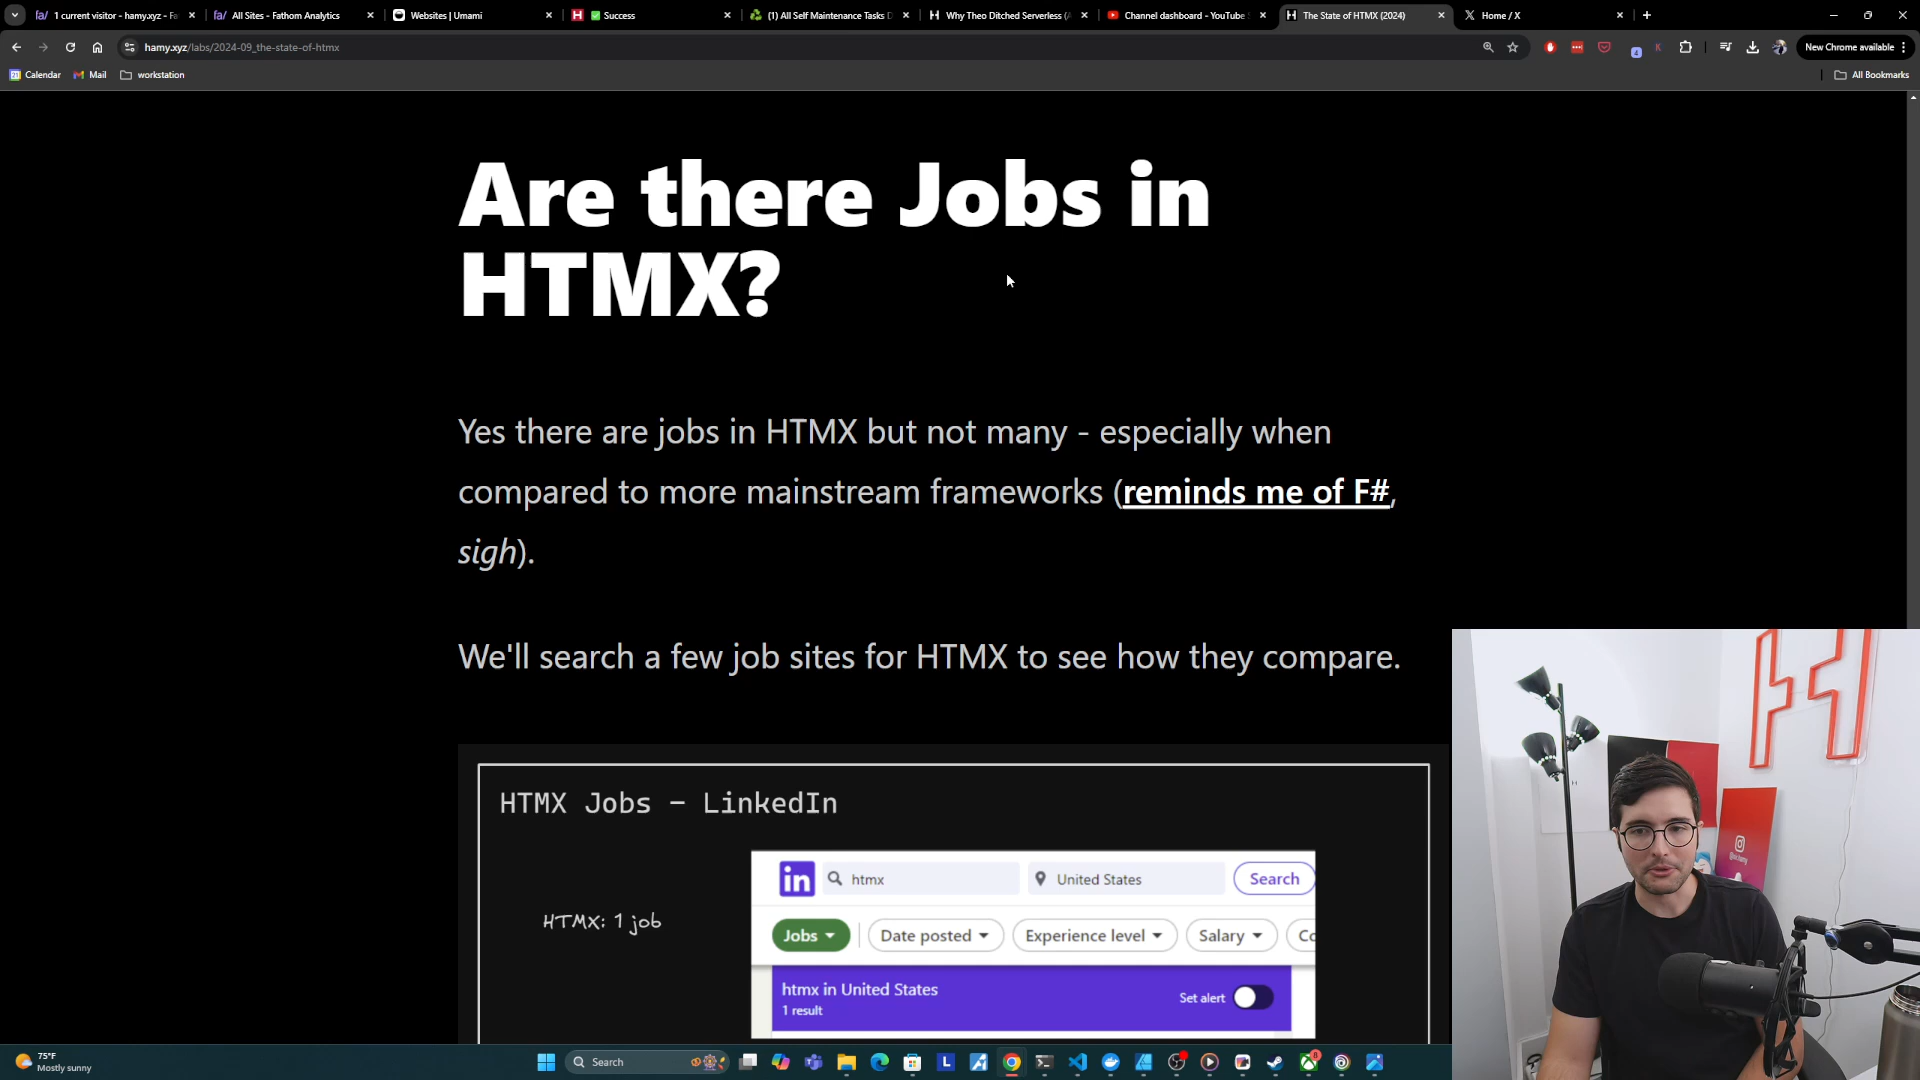 1 current visitor - hamy.xyz - Fa
All Sites - Fathom Analytics
Websites | Umami
Success
(1) All Self Maintenance Tasks D
Why Theo Ditched Serverless (A
Channel dashboard - YouTube S
The State of HTMX (2024)
Home / X
hamy.xyz/labs/2024-09_the-state-of-htmx
New Chrome available
Calendar
Mail
workstation
All Bookmarks
Are there Jobs in
HTMX?
Yes there are jobs in HTMX but not many - especially when
compared to more mainstream frameworks (reminds me of F#,
sigh).
We'll search a few job sites for HTMX to see how they compare.
HTMX Jobs - LinkedIn
in
htmx
United States
Search
HTMX: 1 job
Jobs
Date posted
Experience level
Salary
Co
htmx in United States
1 result
Set alert
75°F
Mostly sunny
Search